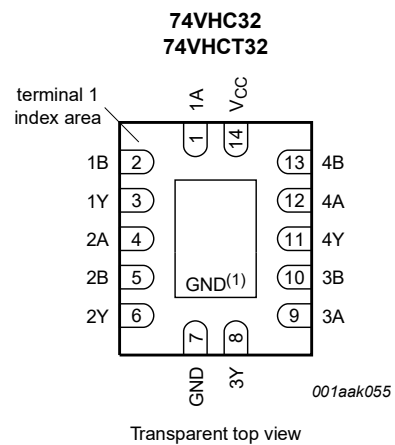 74VHC32
74VHCT32
terminal 1
index area
1A
VCC
1
14
1B 2
13 4B
1Y 3
12 4A
2A 4
11 4Y
2B 5
10 3B
GND(1)
2Y 6
9 3A
7
8
GND
3Y
001aak055
Transparent top view